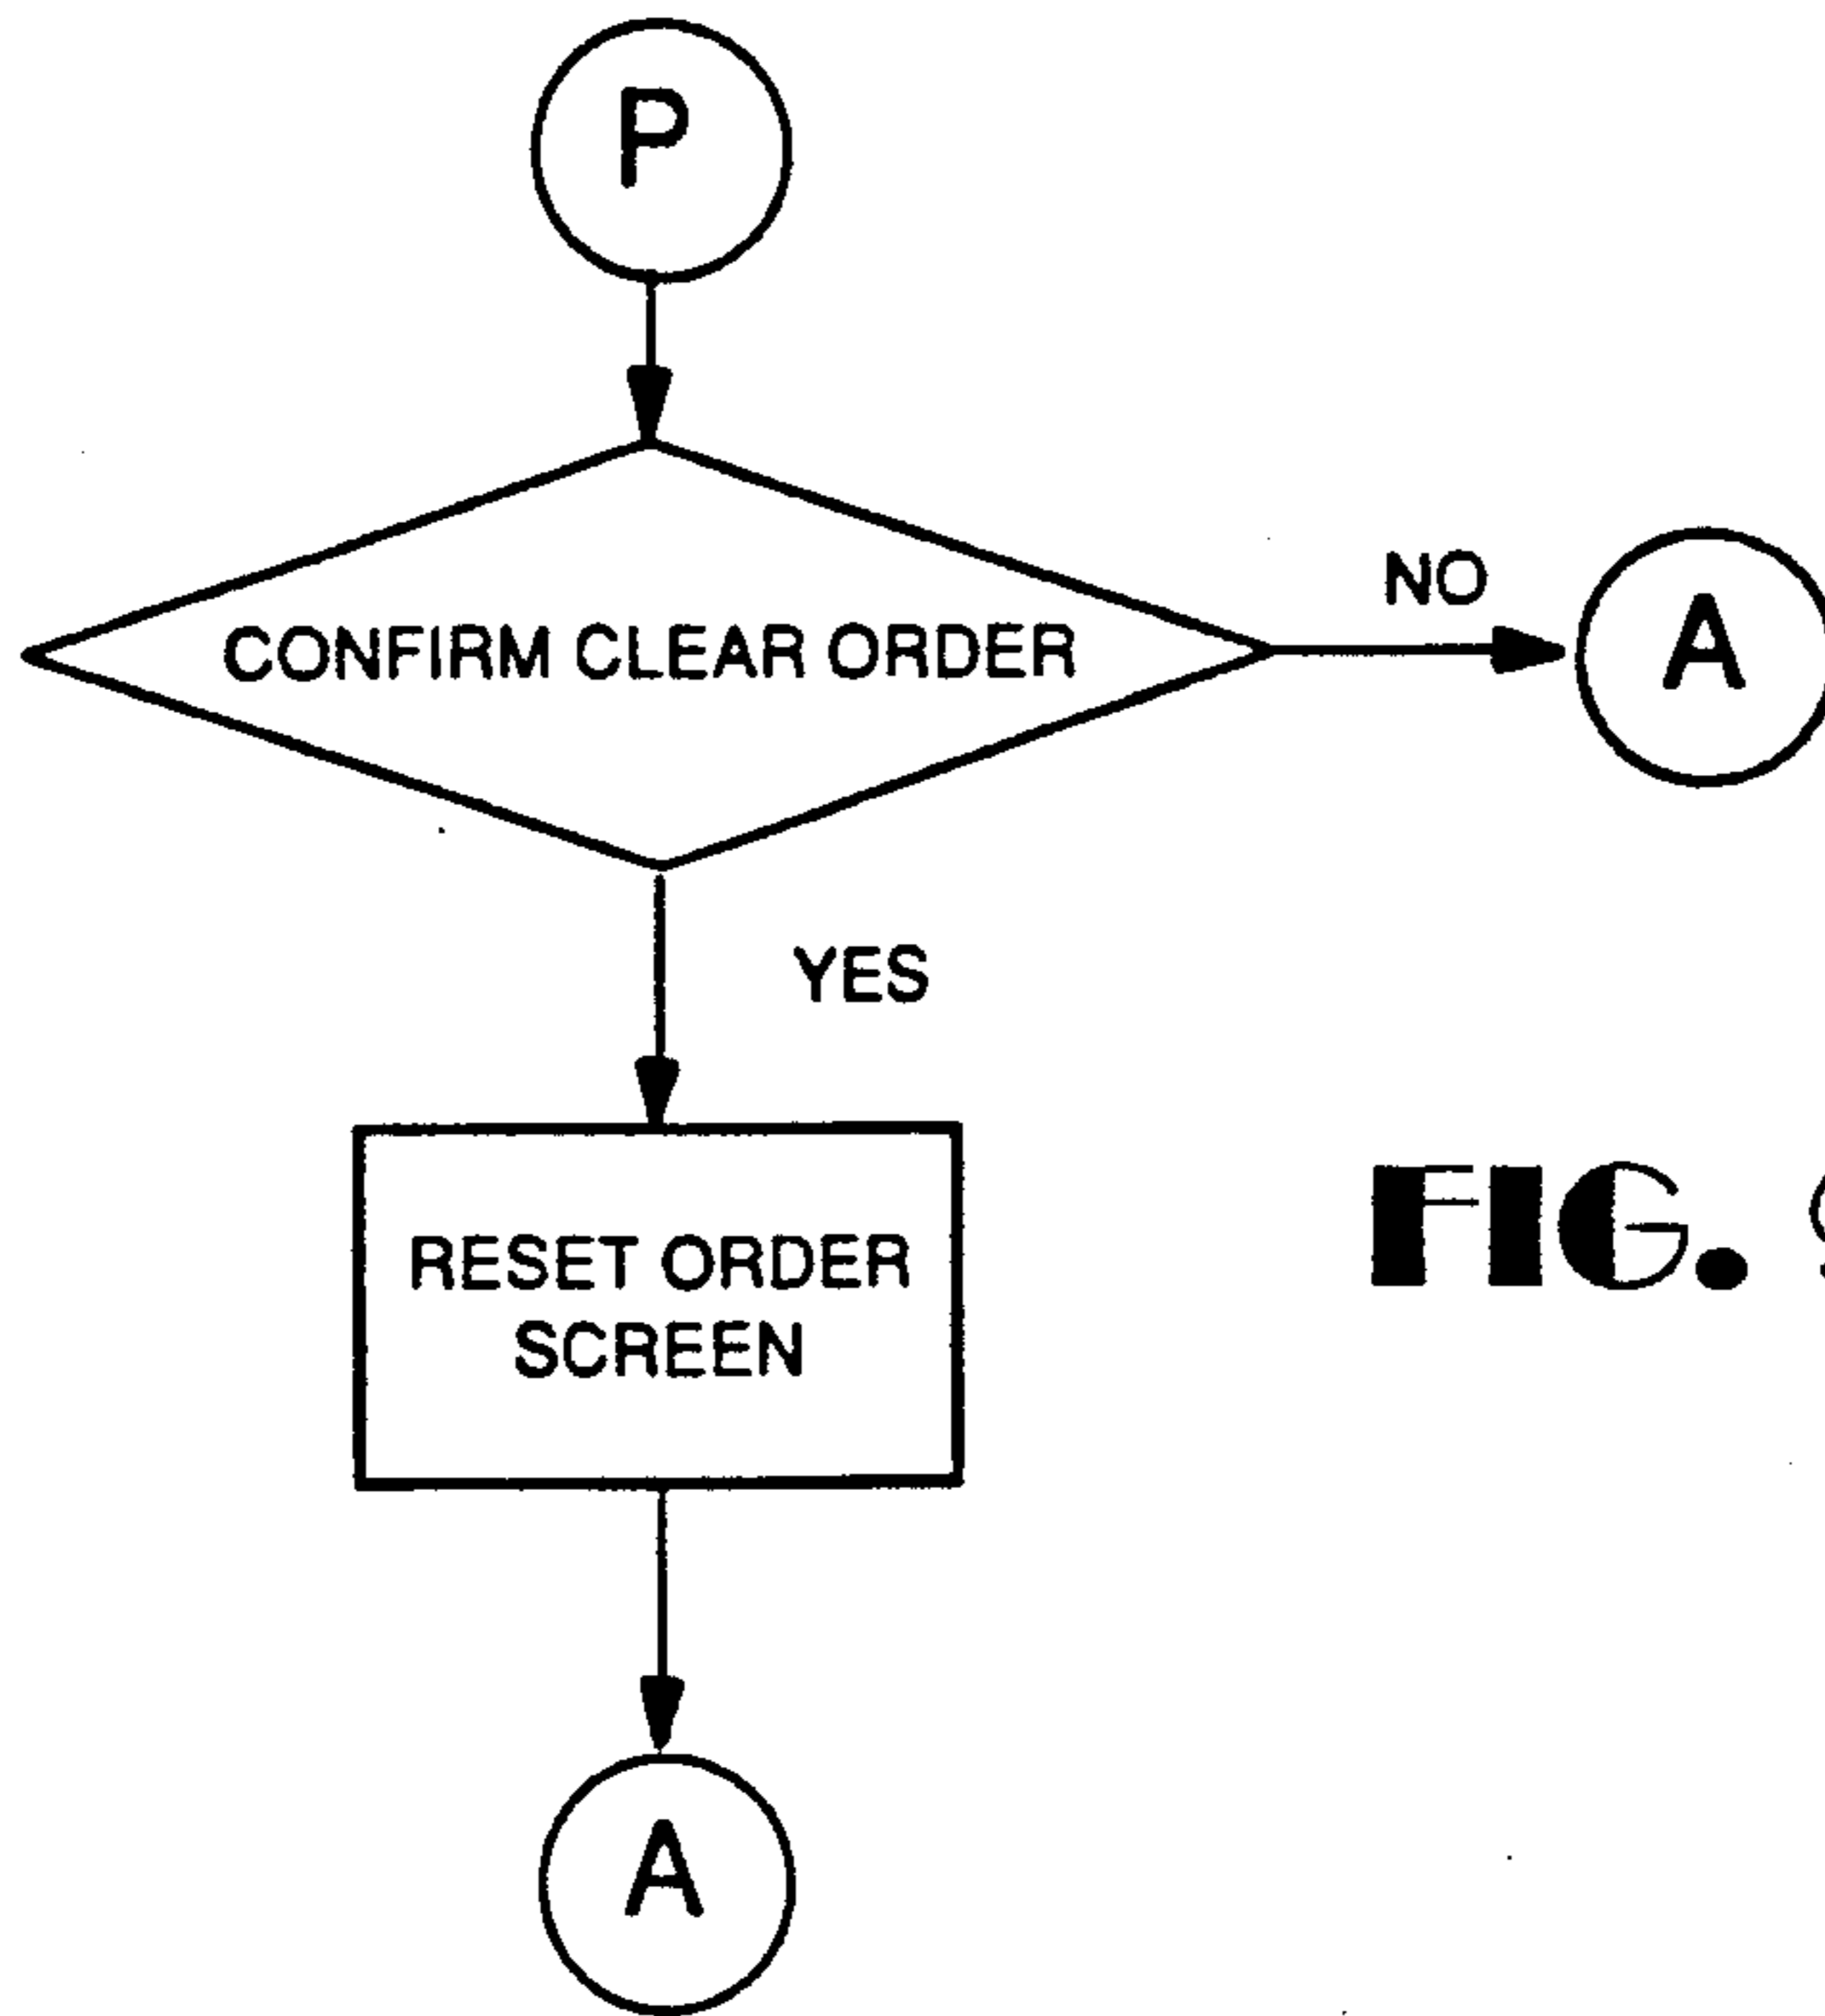 P
CONFIRM CLEAR ORDER
NO
A
YES
RESET ORDER
SCREEN
FIG.
A